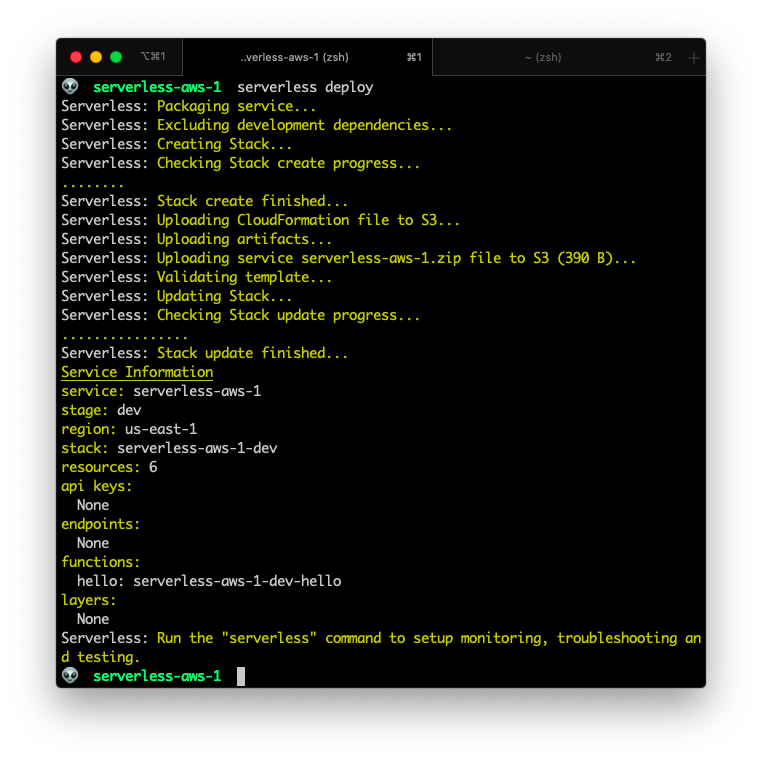 ⌥⌘1 ..verless-aws-1 (zsh) ⌘1 ~ (zsh) ⌘2 +
👽 serverless-aws-1 serverless deploy
Serverless: Packaging service...
Serverless: Excluding development dependencies...
Serverless: Creating Stack...
Serverless: Checking Stack create progress...
........
Serverless: Stack create finished...
Serverless: Uploading CloudFormation file to S3...
Serverless: Uploading artifacts...
Serverless: Uploading service serverless-aws-1.zip file to S3 (390 B)...
Serverless: Validating template...
Serverless: Updating Stack...
Serverless: Checking Stack update progress...
................
Serverless: Stack update finished...
Service Information
service: serverless-aws-1
stage: dev
region: us-east-1
stack: serverless-aws-1-dev
resources: 6
api keys:
  None
endpoints:
  None
functions:
  hello: serverless-aws-1-dev-hello
layers:
  None
Serverless: Run the "serverless" command to setup monitoring, troubleshooting an
d testing.
👽 serverless-aws-1